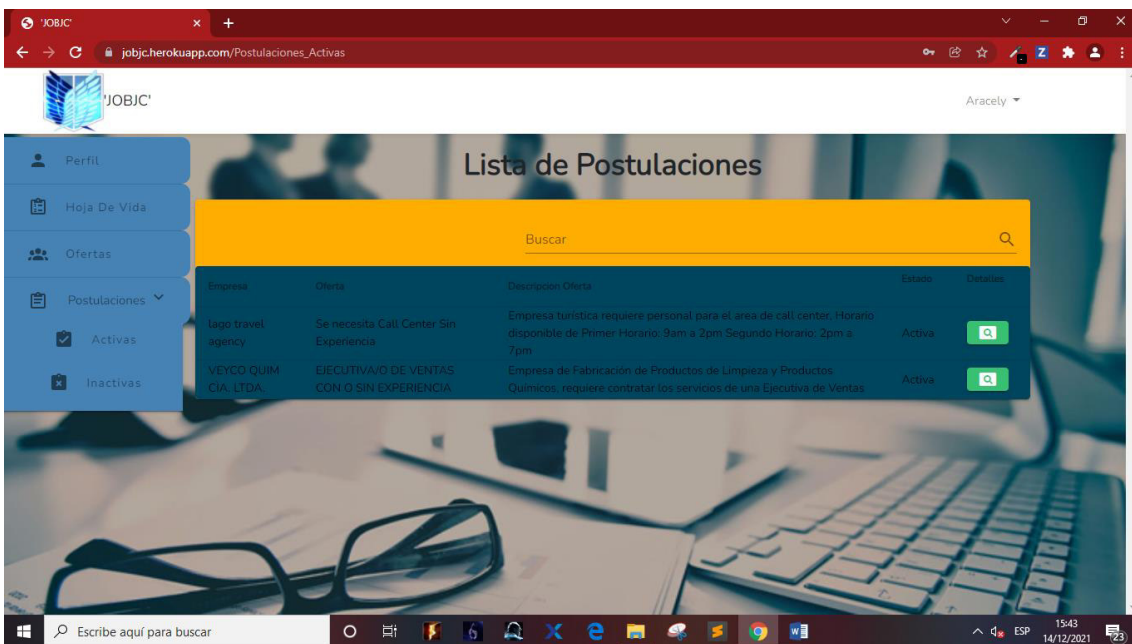 'JOBJC'
jobjc.herokuapp.com/Postulaciones_Activas
'JOBJC'
Aracely
Perfil
Hoja De Vida
Ofertas
Postulaciones
Activas
Inactivas
Lista de Postulaciones
Buscar
Empresa Oferta Descripcion Oferta Estado Detalles
lago travel agency
Se necesita Call Center Sin Experiencia
Empresa turística requiere personal para el area de call center, Horario
disponible de Primer Horario: 9am a 2pm Segundo Horario: 2pm a
7pm
Activa
VEYCO QUIM CIA. LTDA.
EJECUTIVA/O DE VENTAS CON O SIN EXPERIENCIA
Empresa de Fabricación de Productos de Limpieza y Productos
Químicos, requiere contratar los servicios de una Ejecutiva de Ventas
Activa
Escribe aquí para buscar
ESP
15:43
14/12/2021
23